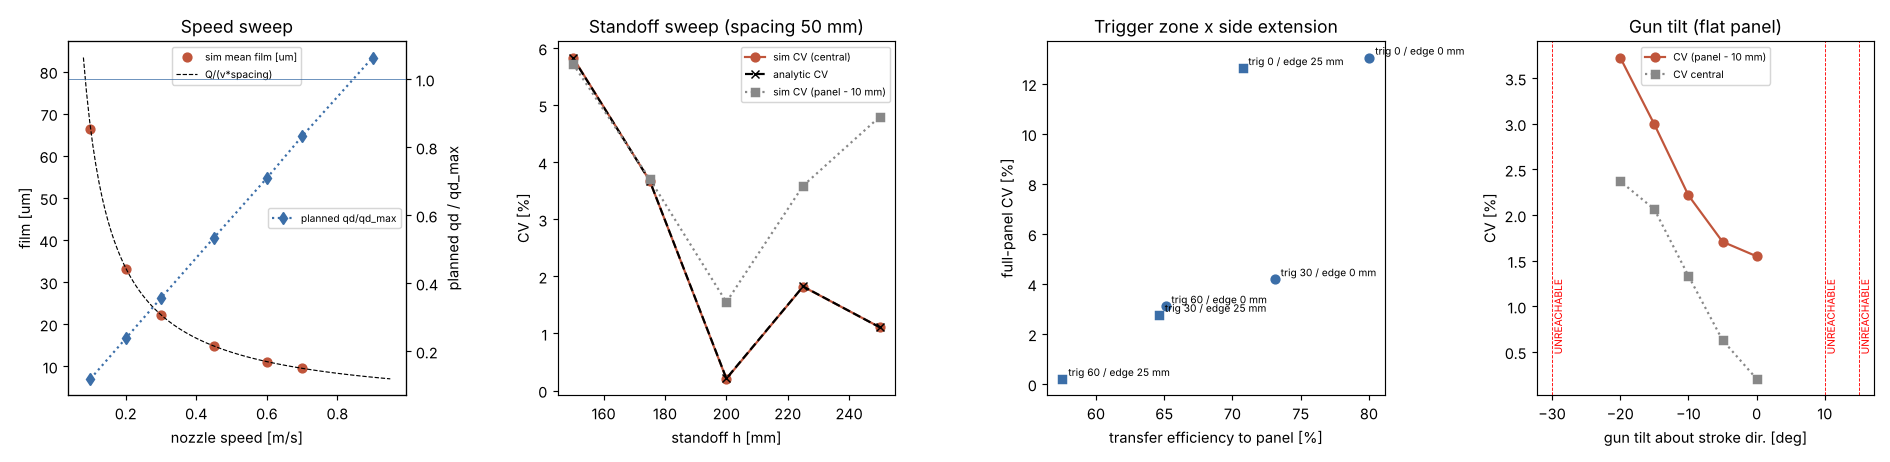 Speed sweep
sim mean film [um]
Q/(v*spacing)
planned qd/qd_max
80
70
60
50
40
30
20
10
1.0
0.8
0.6
0.4
0.2
0.2
0.4
0.6
0.8
film [um]
planned qd / qd_max
nozzle speed [m/s]
Standoff sweep (spacing 50 mm)
sim CV (central)
analytic CV
sim CV (panel - 10 mm)
6
5
4
3
2
1
0
160
180
200
220
240
CV [%]
standoff h [mm]
Trigger zone x side extension
trig 0 / edge 0 mm
trig 0 / edge 25 mm
trig 30 / edge 0 mm
trig 60 / edge 0 mm
trig 30 / edge 25 mm
trig 60 / edge 25 mm
12
10
8
6
4
2
0
60
65
70
75
80
full-panel CV [%]
transfer efficiency to panel [%]
Gun tilt (flat panel)
CV (panel - 10 mm)
CV central
3.5
3.0
2.5
2.0
1.5
1.0
0.5
UNREACHABLE
UNREACHABLE
UNREACHABLE
−30
−20
−10
0
10
CV [%]
gun tilt about stroke dir. [deg]